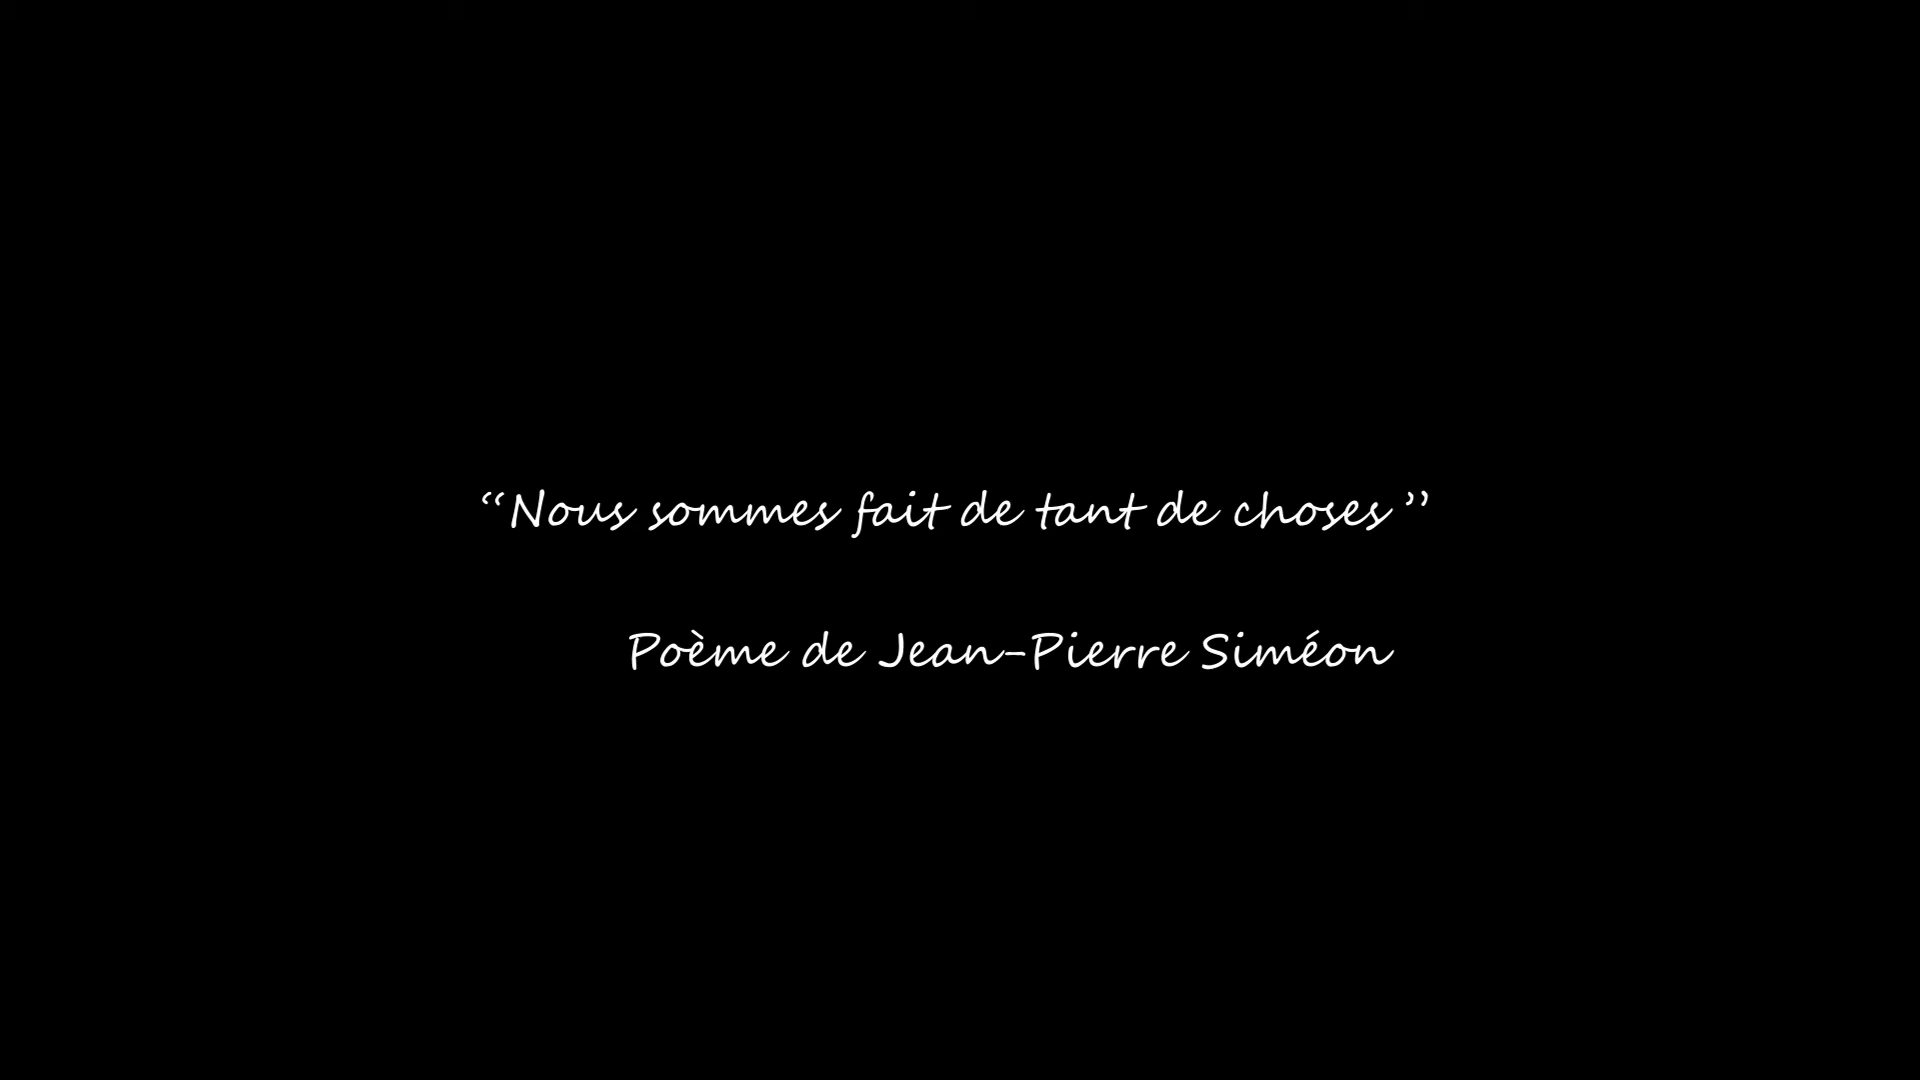 “Nous sommes fait de tant de choses ”
Poème de Jean-Pierre Siméon